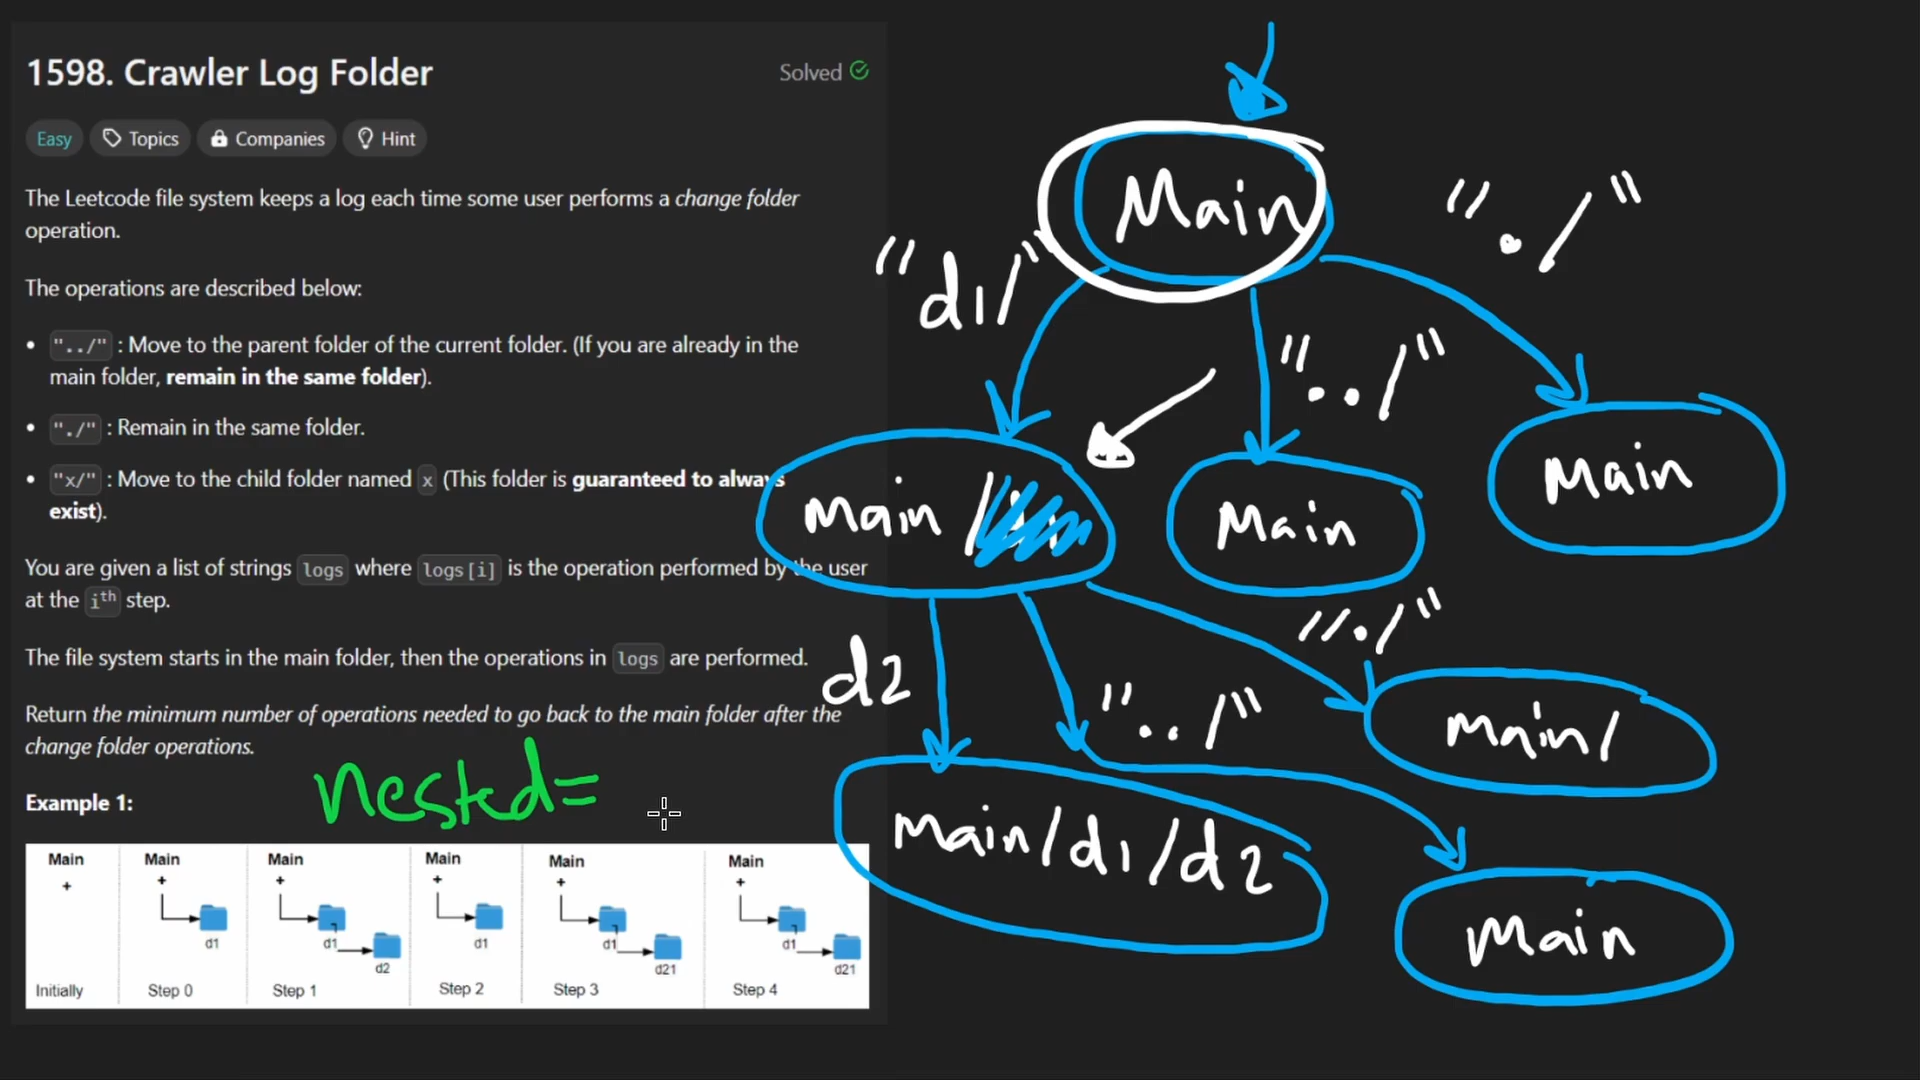 1598. Crawler Log Folder
Solved
Easy Topics Companies Hint
The Leetcode file system keeps a log each time some user performs a change folder
operation.
The operations are described below:
• "../" : Move to the parent folder of the current folder. (If you are already in the
main folder, remain in the same folder).
• "./" : Remain in the same folder.
• "x/" : Move to the child folder named x (This folder is guaranteed to always
exist).
You are given a list of strings logs where logs[i] is the operation performed by the user
at the ith step.
The file system starts in the main folder, then the operations in logs are performed.
Return the minimum number of operations needed to go back to the main folder after the
change folder operations.
Example 1:
nested=
Main Main Main Main Main Main
+ + + + + +
d1 d1 d1 d1 d1
d2 d21 d21
Initially Step 0 Step 1 Step 2 Step 3 Step 4
Main
"d1/"
"../"
"./"
Main /
Main
Main
d2
"../"
"./"
Main/d1/d2
Main/
Main